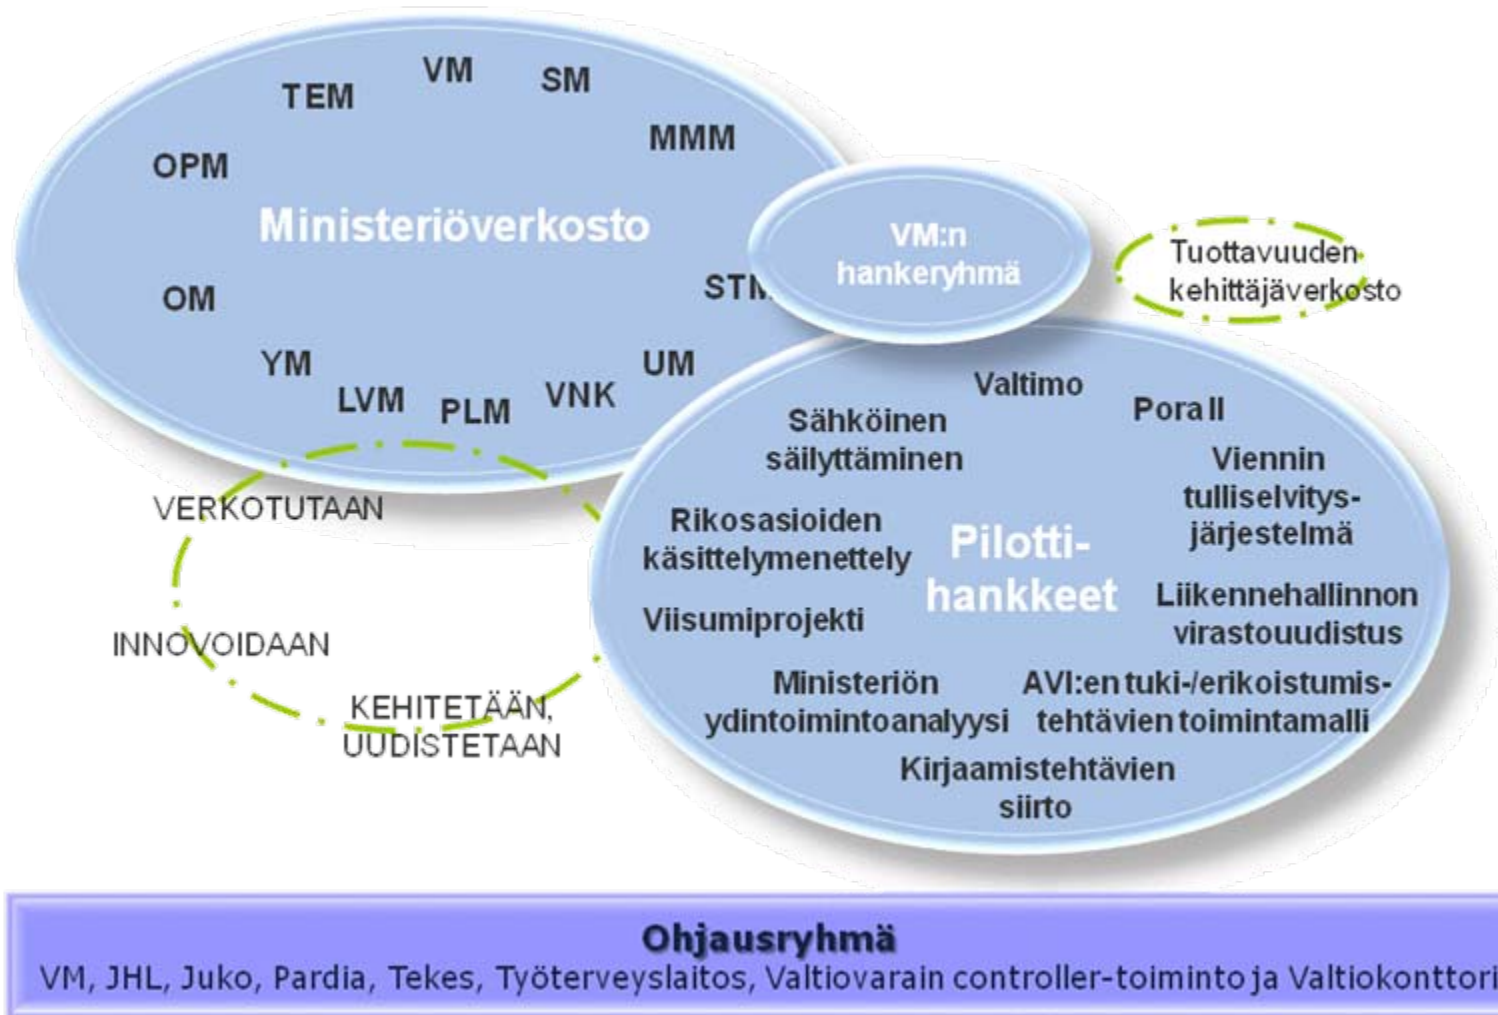 VM
SM
TEM
MMM
OPM
Ministeriöverkosto
OM
STM
YM
UM
LVM
PLM
VNK
VM:n
hankeryhmä
Tuottavuuden
kehittäjäverkosto
VERKOTUTAAN
INNOVOIDAAN
KEHITETÄÄN,
UUDISTETAAN
Valtimo
Pora II
Sähköinen
säilyttäminen
Viennin
tulliselvitys-
järjestelmä
Rikosasioiden
käsittelymenettely
Pilotti-
hankkeet
Liikennehallinnon
virastouudistus
Viisumiprojekti
Ministeriön
ydintoimintoanalyysi
AVI:en tuki-/erikoistumis-
tehtävien toimintamalli
Kirjaamistehtävien
siirto
Ohjausryhmä
VM, JHL, Juko, Pardia, Tekes, Työterveyslaitos, Valtiovarain controller-toiminto ja Valtiokonttori